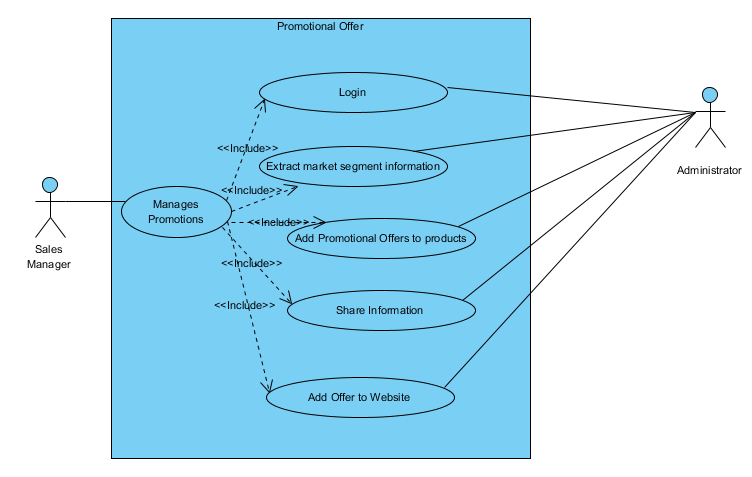 Promotional Offer
Login
<<Include>>
Extract market segment information
Administrator
<<Include>>
Manages
Promotions
<<Include>>
Add Promotional Offers to products
Sales
Manager
<<Include>>
<<Include>>
Share Information
Add Offer to Website